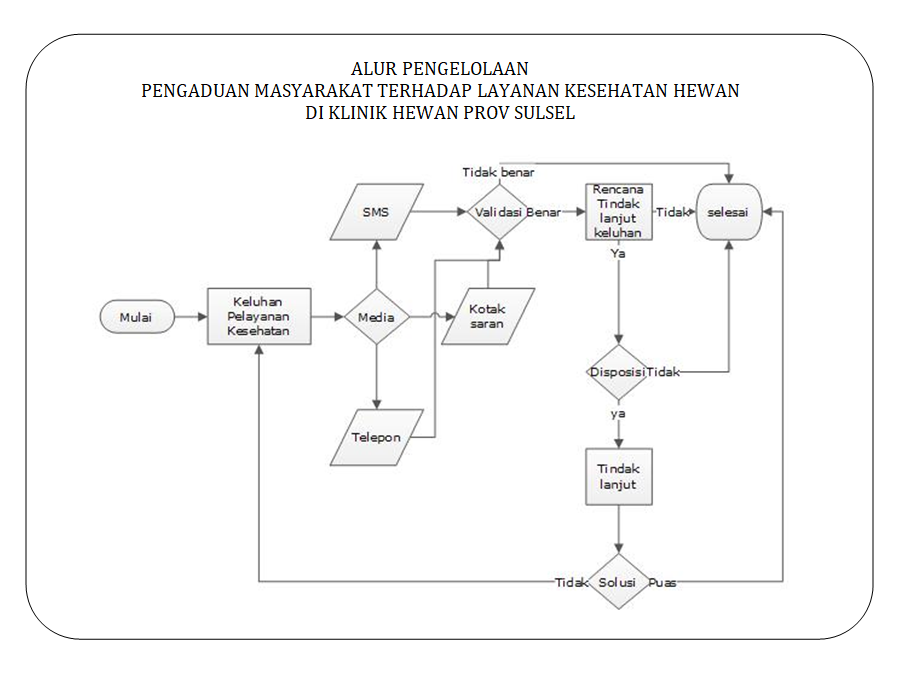 ALUR PENGELOLAAN
PENGADUAN MASYARAKAT TERHADAP LAYANAN KESEHATAN HEWAN
DI KLINIK HEWAN PROV SULSEL
Tidak benar
SMS
Validasi
Benar
Rencana
Tindak
lanjut
keluhan
Tidak
selesai
Ya
Mulai
Keluhan
Pelayanan
Kesehatan
Media
Kotak
saran
Disposisi
Tidak
ya
Telepon
Tindak
lanjut
Tidak
Solusi
Puas